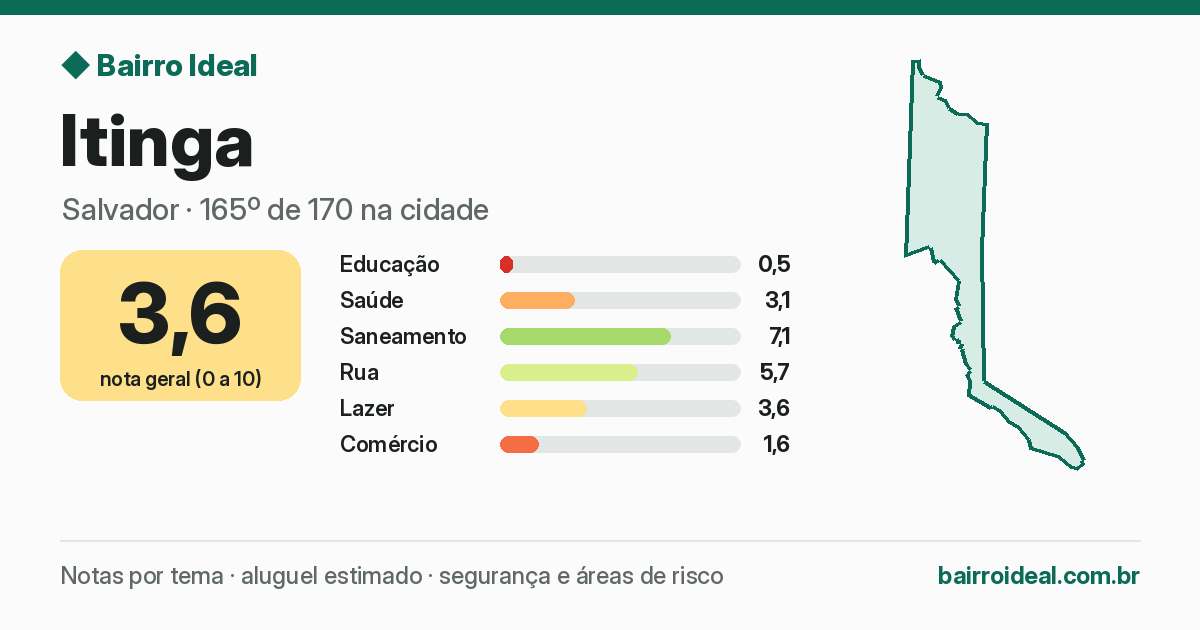 Bairro Ideal
Itinga
Salvador · 165º de 170 na cidade
3,6
nota geral (0 a 10)
Educação 0,5
Saúde 3,1
Saneamento 7,1
Rua 5,7
Lazer 3,6
Comércio 1,6
Notas por tema · aluguel estimado · segurança e áreas de risco
bairroideal.com.br